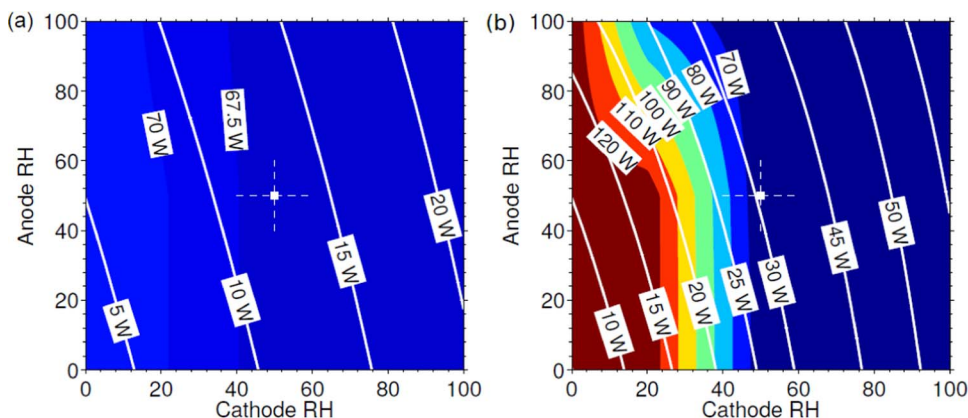 (a)
100
80
60
40
20
0
Anode RH
70 W
67.5 W
5 W
10 W
15 W
20 W
0 20 40 60 80 100
Cathode RH
(b)
100
80
60
40
20
0
Anode RH
120 W
110 W
100 W
90 W
80 W
70 W
10 W
15 W
20 W
25 W
30 W
45 W
50 W
0 20 40 60 80 100
Cathode RH